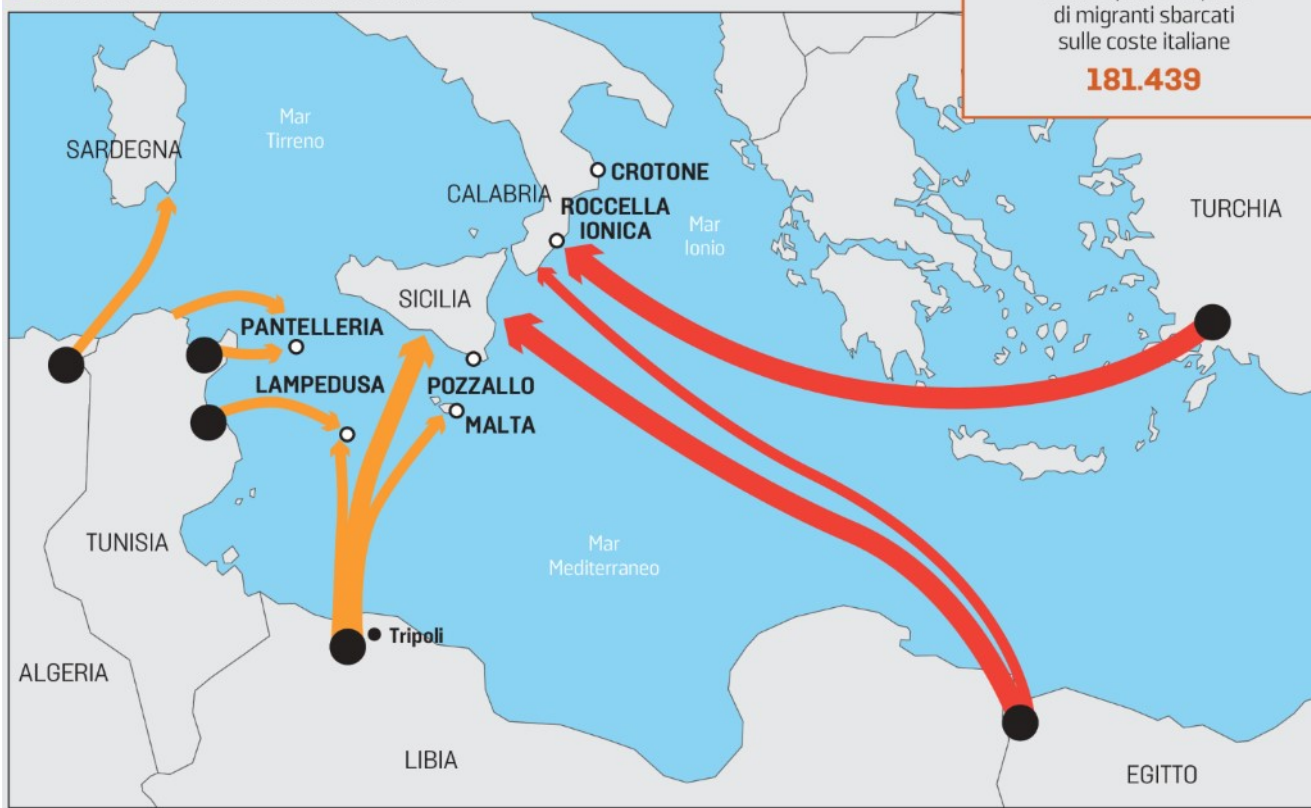 di migranti sbarcati
sulle coste italiane
181.439
Mar
Tirreno
SARDEGNA
CROTONE
CALABRIA
ROCCELLA
IONICA
Mar
Ionio
TURCHIA
SICILIA
PANTELLERIA
LAMPEDUSA
POZZALLO
MALTA
TUNISIA
Mar
Mediterraneo
Tripoli
ALGERIA
LIBIA
EGITTO